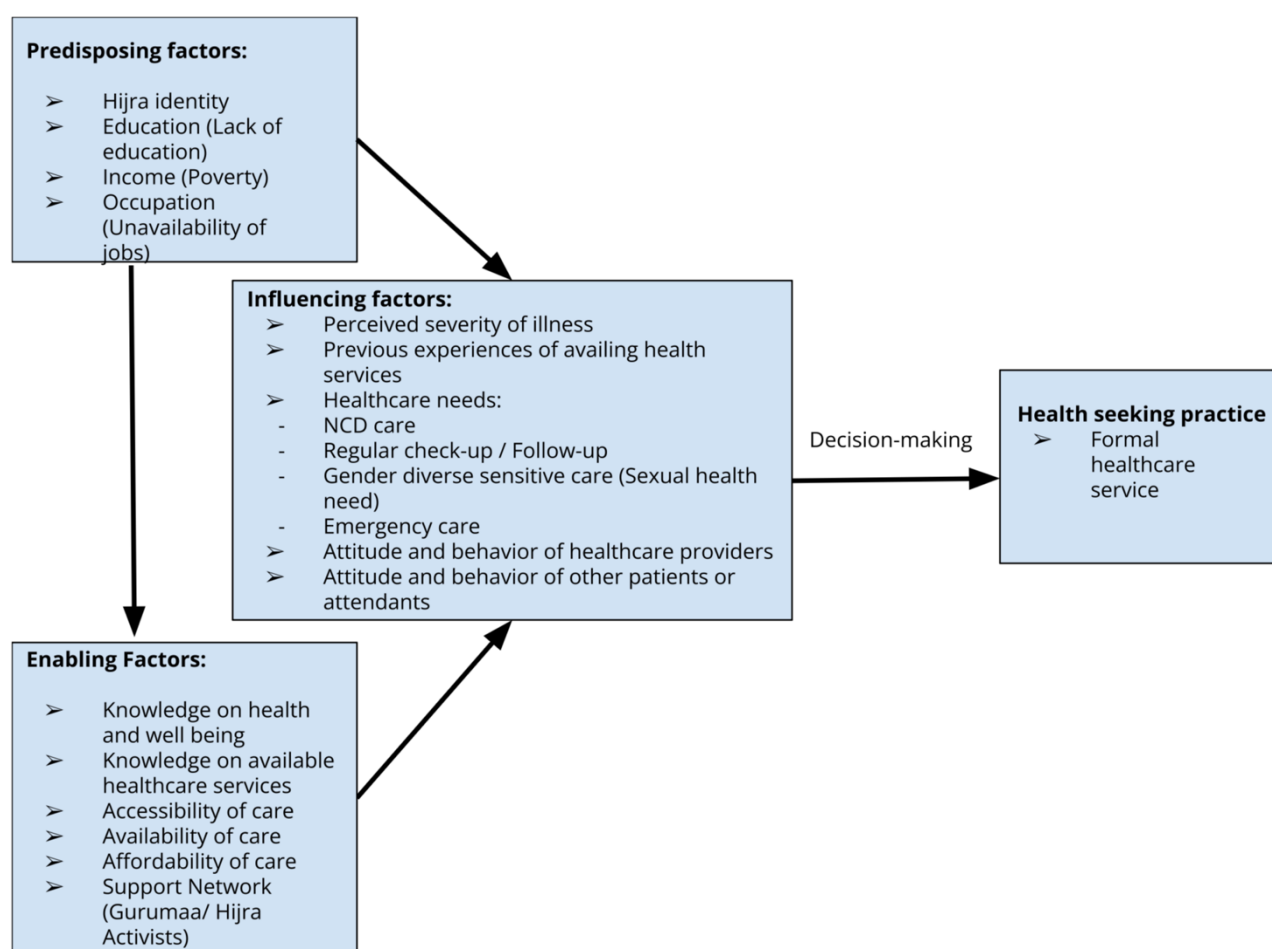 Predisposing factors:
➢ Hijra identity
➢ Education (Lack of
education)
➢ Income (Poverty)
➢ Occupation
(Unavailability of
jobs)
Influencing factors:
➢ Perceived severity of illness
➢ Previous experiences of availing health
services
➢ Healthcare needs:
- NCD care
- Regular check-up / Follow-up
- Gender diverse sensitive care (Sexual health
need)
- Emergency care
➢ Attitude and behavior of healthcare providers
➢ Attitude and behavior of other patients or
attendants
Decision-making
Health seeking practice
➢ Formal
healthcare
service
Enabling Factors:
➢ Knowledge on health
and well being
➢ Knowledge on available
healthcare services
➢ Accessibility of care
➢ Availability of care
➢ Affordability of care
➢ Support Network
(Gurumaa/ Hijra
Activists)